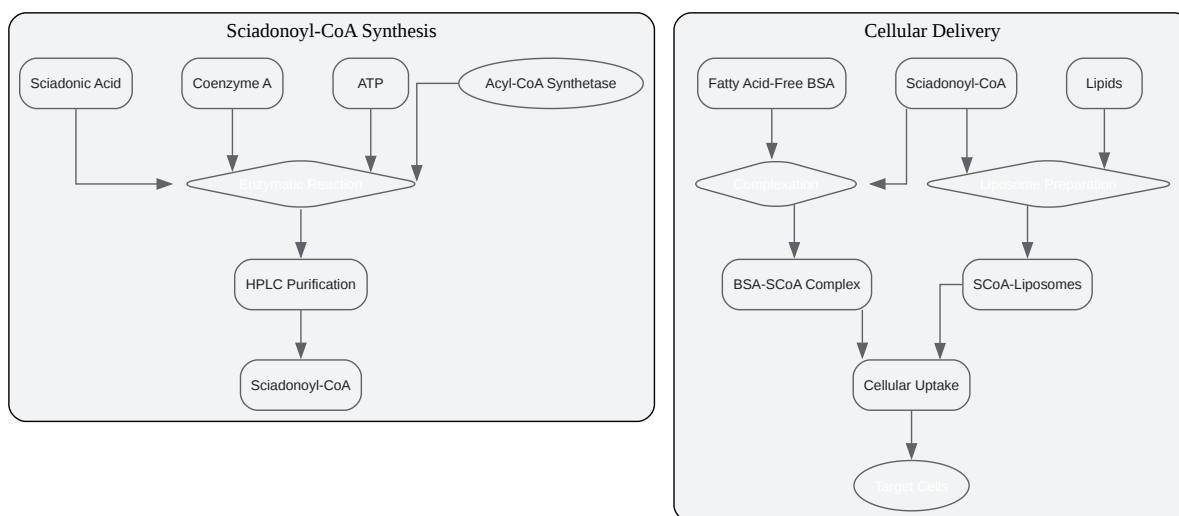 Sciadonoyl-CoA Synthesis
Sciadonic Acid
Coenzyme A
ATP
Acyl-CoA Synthetase
Enzymatic Reaction
HPLC Purification
Sciadonoyl-CoA
Cellular Delivery
Fatty Acid-Free BSA
Sciadonoyl-CoA
Lipids
Complexation
Liposome Preparation
BSA-SCoA Complex
SCoA-Liposomes
Cellular Uptake
Target Cells